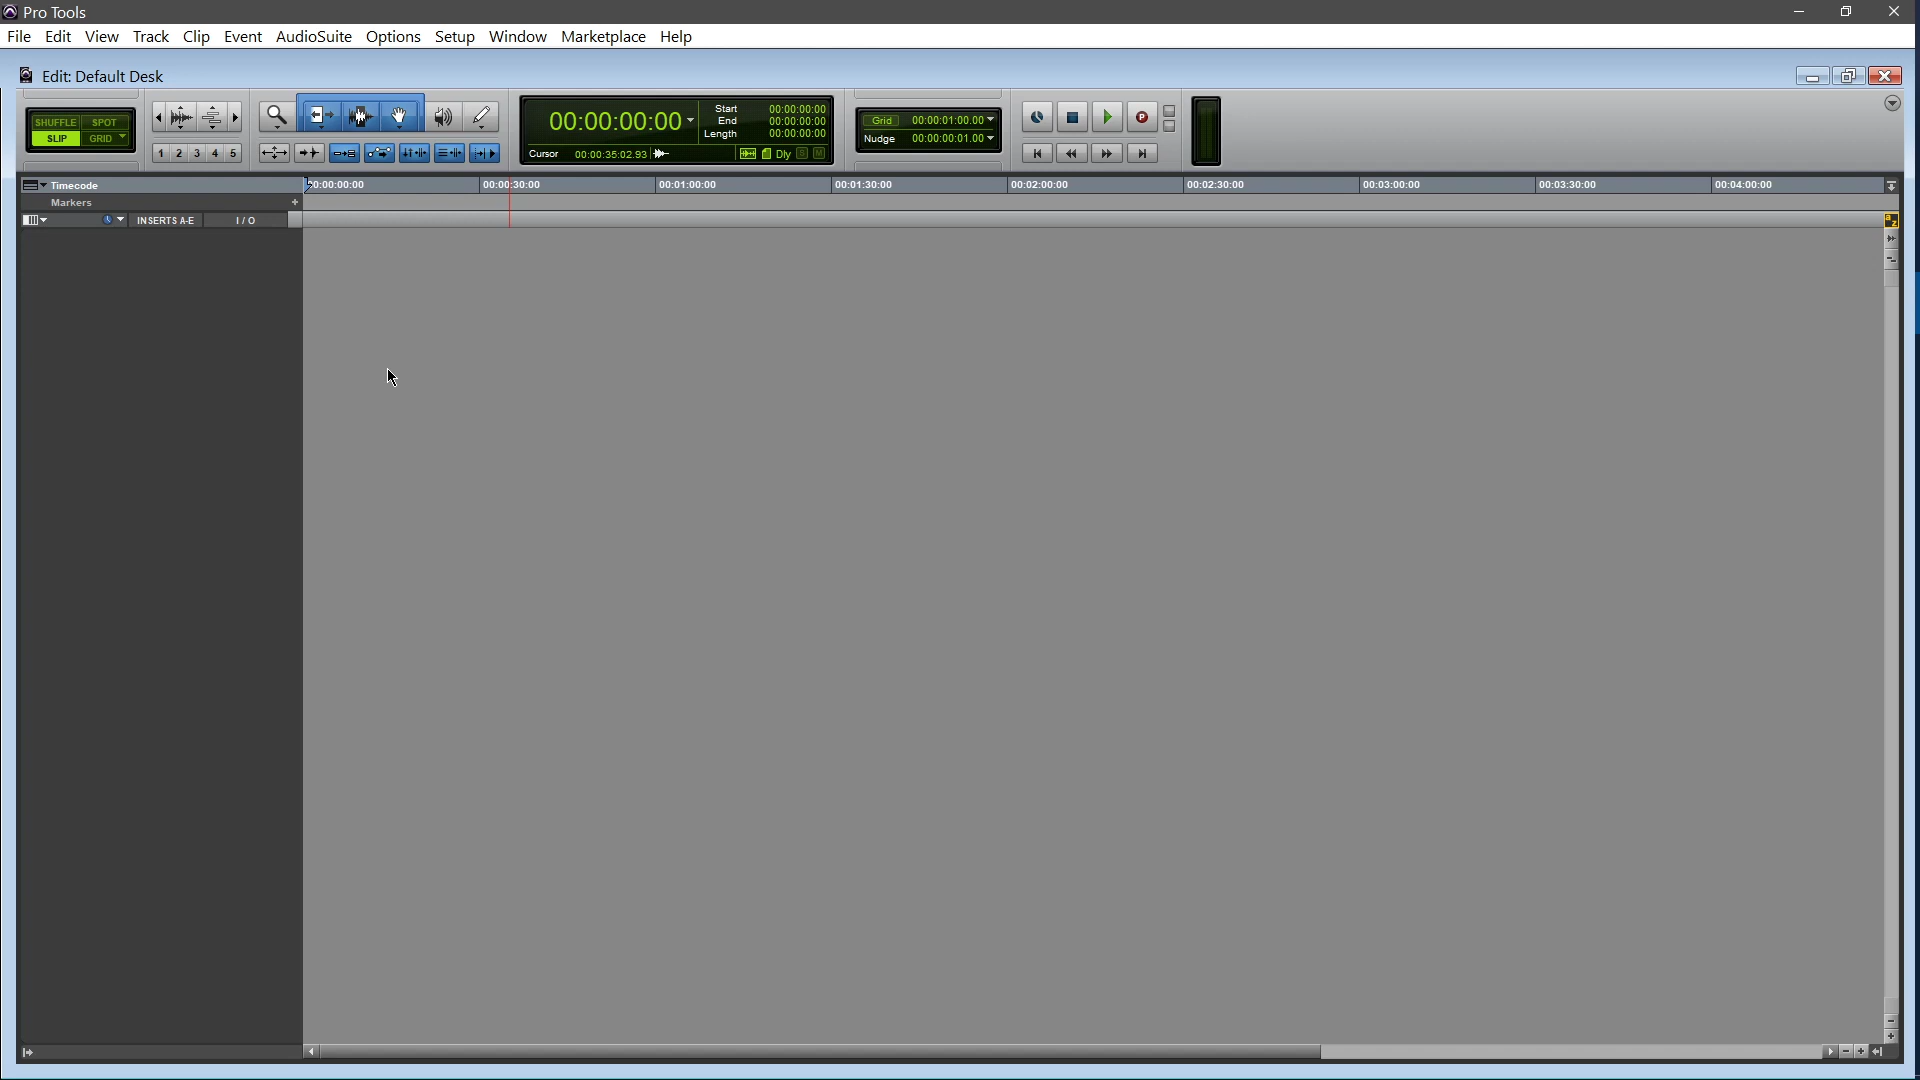 Pro Tools
File Edit View Track Clip Event AudioSuite Options Setup Window Marketplace Help
Edit: Default Desk
SHUFFLE SPOT
SLIP GRID
1 2 3 4 5
00:00:00:00
Start 00:00:00:00
End 00:00:00:00
Length 00:00:00:00
Cursor 00:00:35:02.93
Dly S M
Grid 00:00:01:00.00
Nudge 00:00:00:01.00
P
Timecode 00:00:00:00 00:00:30:00 00:01:00:00 00:01:30:00 00:02:00:00 00:02:30:00 00:03:00:00 00:03:30:00 00:04:00:00
Markers +
INSERTS A-E I / O
a z